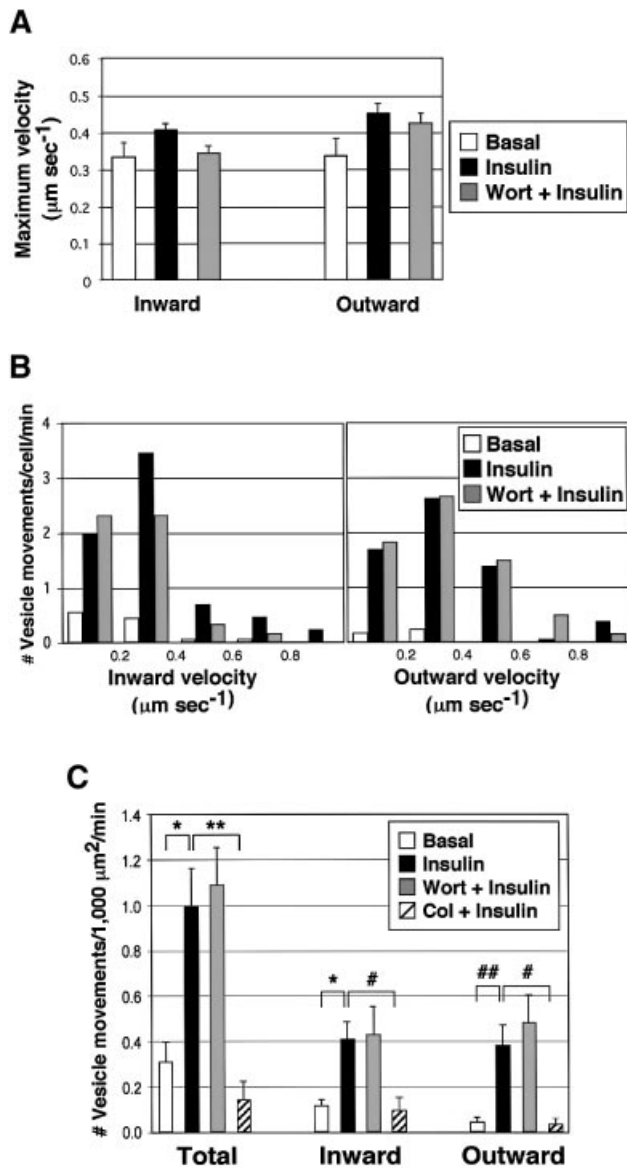 A
Maximum velocity
(μm sec-1)
0.6
0.5
0.4
0.3
0.2
0.1
0
Inward
Outward
Basal
Insulin
Wort + Insulin
B
# Vesicle movements/cell/min
4
3
2
1
0
0.2 0.4 0.6 0.8
Inward velocity
(μm sec-1)
0.2 0.4 0.6 0.8
Outward velocity
(μm sec-1)
Basal
Insulin
Wort + Insulin
C
# Vesicle movements/1,000 μm2/min
1.4
1.2
1.0
0.8
0.6
0.4
0.2
0.0
* **
* #
## #
Total
Inward
Outward
Basal
Insulin
Wort + Insulin
Col + Insulin